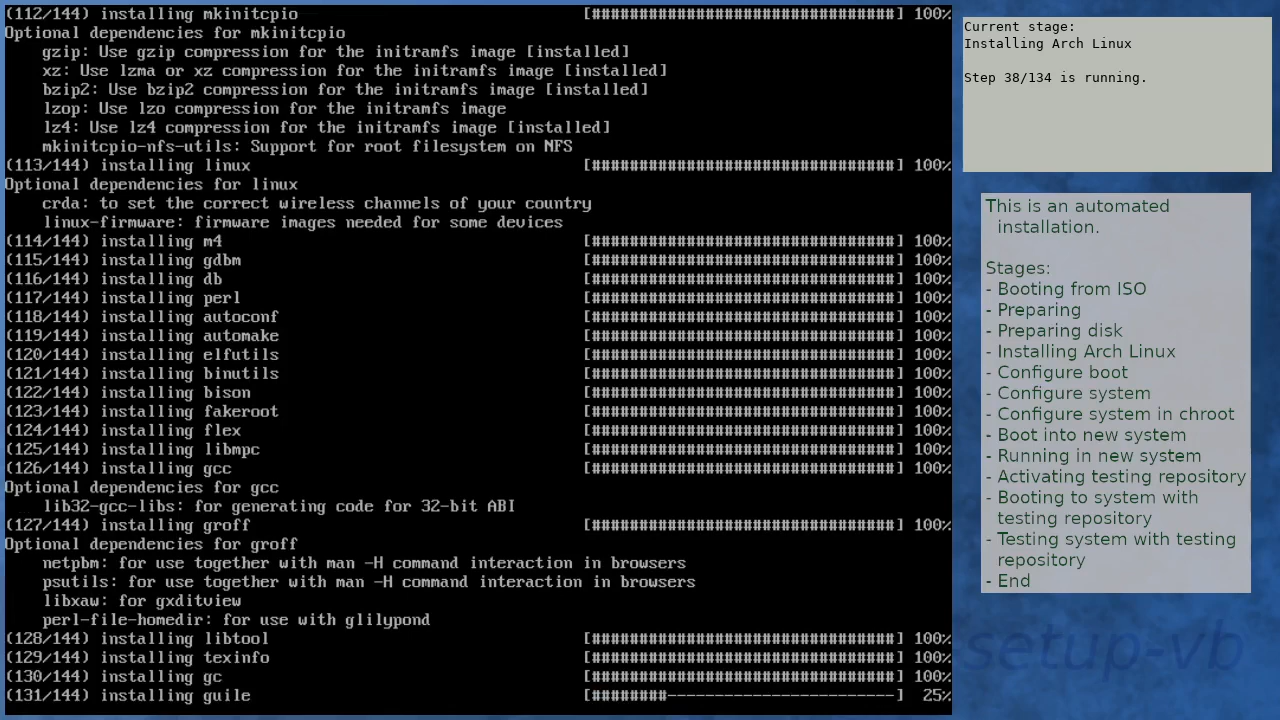 (112/144) installing mkinitcpio [################################] 100%
Optional dependencies for mkinitcpio
    gzip: Use gzip compression for the initramfs image [installed]
    xz: Use lzma or xz compression for the initramfs image [installed]
    bzip2: Use bzip2 compression for the initramfs image [installed]
    lzop: Use lzo compression for the initramfs image
    lz4: Use lz4 compression for the initramfs image [installed]
    mkinitcpio-nfs-utils: Support for root filesystem on NFS
(113/144) installing linux [################################] 100%
Optional dependencies for linux
    crda: to set the correct wireless channels of your country
    linux-firmware: firmware images needed for some devices
(114/144) installing m4 [################################] 100%
(115/144) installing gdbm [################################] 100%
(116/144) installing db [################################] 100%
(117/144) installing perl [################################] 100%
(118/144) installing autoconf [################################] 100%
(119/144) installing automake [################################] 100%
(120/144) installing elfutils [################################] 100%
(121/144) installing binutils [################################] 100%
(122/144) installing bison [################################] 100%
(123/144) installing fakeroot [################################] 100%
(124/144) installing flex [################################] 100%
(125/144) installing libmpc [################################] 100%
(126/144) installing gcc [################################] 100%
Optional dependencies for gcc
    lib32-gcc-libs: for generating code for 32-bit ABI
(127/144) installing groff [################################] 100%
Optional dependencies for groff
    netpbm: for use together with man -H command interaction in browsers
    psutils: for use together with man -H command interaction in browsers
    libxaw: for gxditview
    perl-file-homedir: for use with glilypond
(128/144) installing libtool [################################] 100%
(129/144) installing texinfo [################################] 100%
(130/144) installing gc [################################] 100%
(131/144) installing guile [########------------------------] 25%
Current stage:
Installing Arch Linux
Step 38/134 is running.
This is an automated
installation.
Stages:
- Booting from ISO
- Preparing
- Preparing disk
- Installing Arch Linux
- Configure boot
- Configure system
- Configure system in chroot
- Boot into new system
- Running in new system
- Activating testing repository
- Booting to system with
testing repository
- Testing system with testing
repository
- End
setup-vb